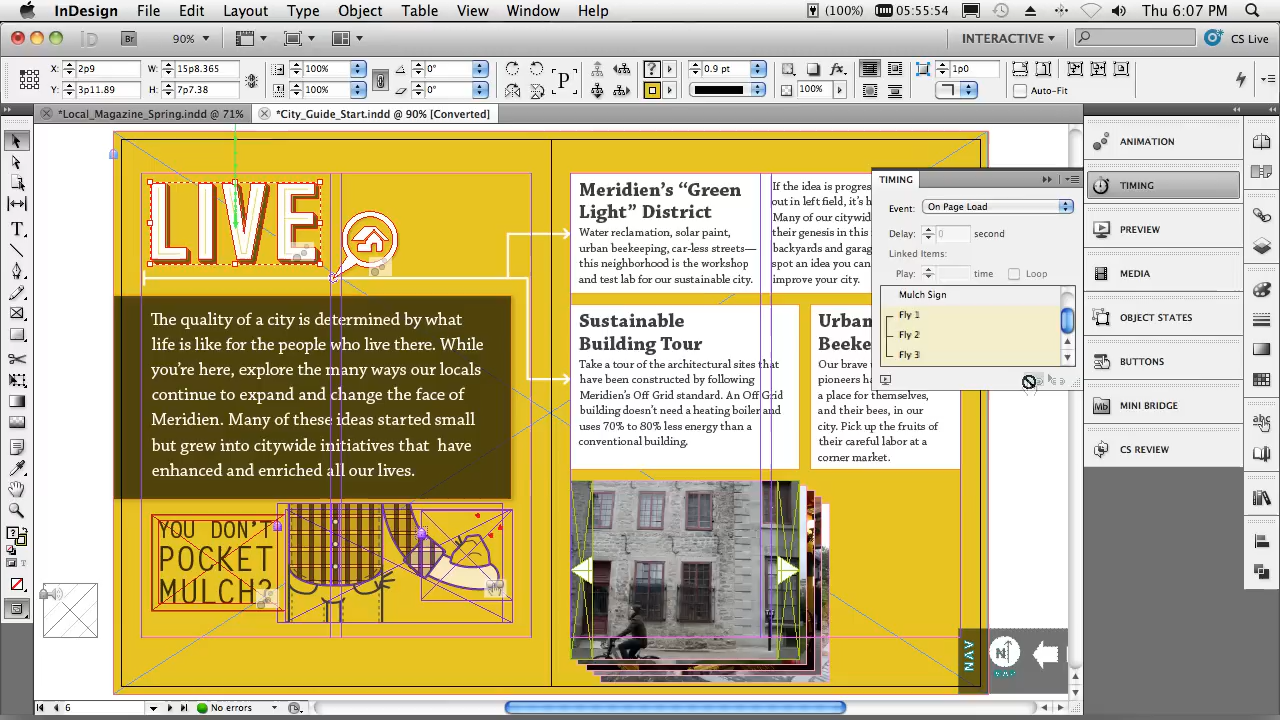 InDesign File Edit Layout Type Object Table View Window Help (100%) 05:55:54 Thu 6:07 PM
Br 90% INTERACTIVE CS Live
X: 2p9 W: 15p8.365 100% 0° 0.9 pt fx 1p0
Y: 3p11.89 H: 7p7.38 100% 0° 100% Auto-Fit
*Local_Magazine_Spring.indd @ 71% *City_Guide_Start.indd @ 90% [Converted]
LIVE
The quality of a city is determined by what
life is like for the people who live there. While
you're here, explore the many ways our locals
continue to expand and change the face of
Meridien. Many of these ideas started small
but grew into citywide initiatives that have
enhanced and enriched all our lives.
YOU DON'T
POCKET
MULCH?
Meridien's “Green
Light” District
Water reclamation, solar paint,
urban beekeeping, car-less streets—
this neighborhood is the workshop
and test lab for our sustainable city.
If the idea is progres
out in left field, it's h
Many of our citywid
their genesis in this
backyards and garag
improve your city.
Sustainable
Building Tour
Take a tour of the architectural sites that
have been constructed by following
Meridien's Off Grid standard. An Off Grid
building doesn't need a heating boiler and
uses 70% to 80% less energy than a
conventional building.
Urban
Beeke
Our brave
pioneers ha
a place for themselves,
and their bees, in our
city. Pick up the fruits of
their careful labor at a
corner market.
NAV
N
TIMING
Event: On Page Load
Delay: 0 second
Linked Items:
Play: time Loop
Mulch Sign
Fly 1
Fly 2
Fly 3
ANIMATION
TIMING
PREVIEW
MEDIA
OBJECT STATES
BUTTONS
Mb MINI BRIDGE
CS REVIEW
6 No errors